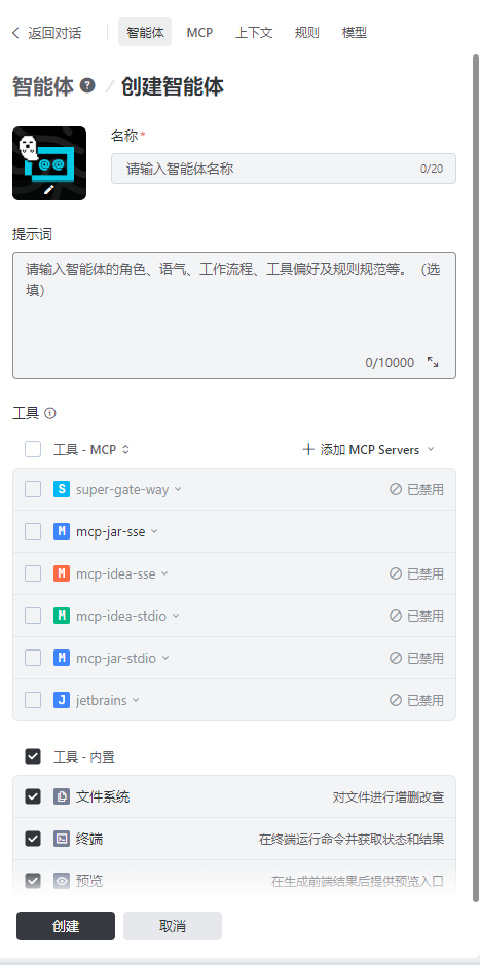 返回对话 智能体 MCP 上下文 规则 模型
智能体 ? / 创建智能体
名称*
请输入智能体名称 0/20
提示词
请输入智能体的角色、语气、工作流程、工具偏好及规则规范等。（选
填）
0/10000
工具
工具 - MCP 添加 MCP Servers
S super-gate-way 已禁用
M mcp-jar-sse
M mcp-idea-sse 已禁用
M mcp-idea-stdio 已禁用
M mcp-jar-stdio 已禁用
J jetbrains 已禁用
工具 - 内置
文件系统 对文件进行增删改查
终端 在终端运行命令并获取状态和结果
预览 在生成前端结果后提供预览入口
创建 取消